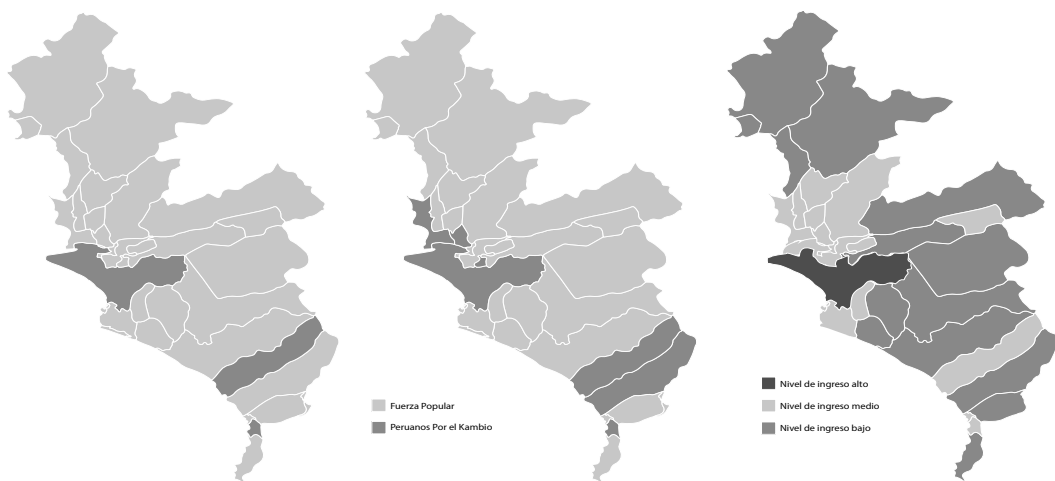 Fuerza Popular
Peruanos Por el Kambio
Nivel de ingreso alto
Nivel de ingreso medio
Nivel de ingreso bajo